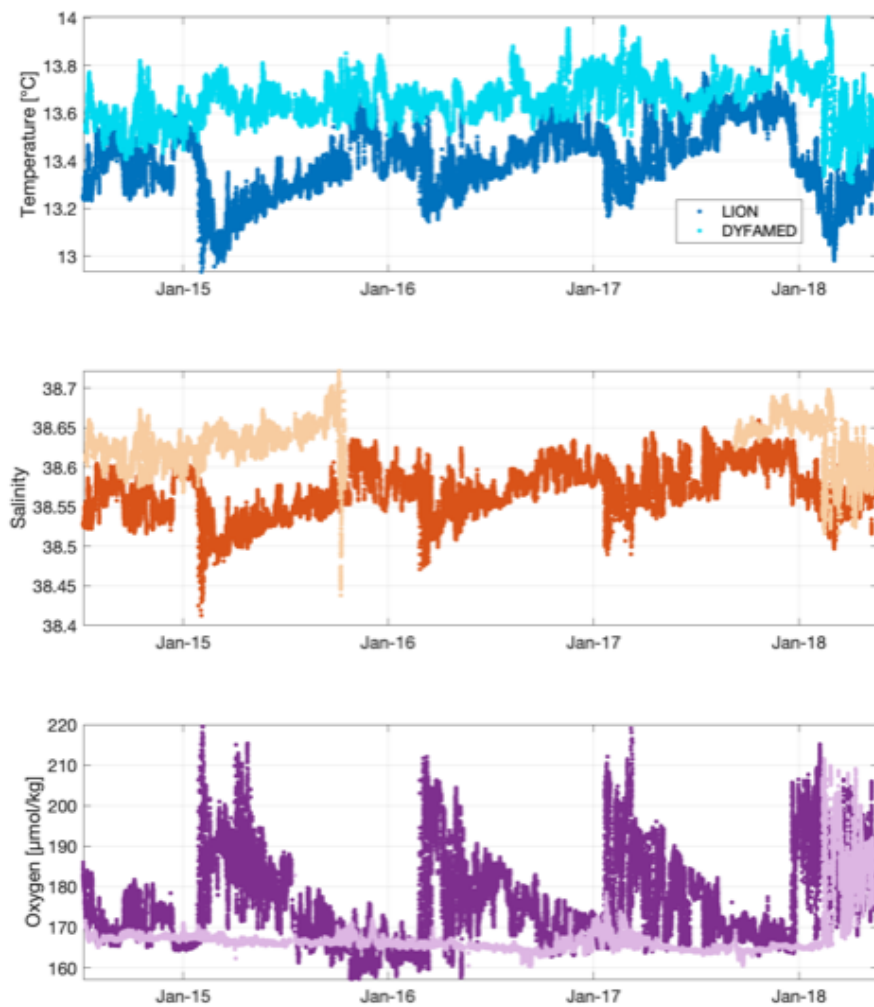 14
13.8
13.6
13.4
13.2
13
Temperature [°C]
LION
DYFAMED
Jan-15 Jan-16 Jan-17 Jan-18
38.7
38.65
38.6
38.55
38.5
38.45
38.4
Salinity
Jan-15 Jan-16 Jan-17 Jan-18
220
210
200
190
180
170
160
Oxygen [μmol/kg]
Jan-15 Jan-16 Jan-17 Jan-18